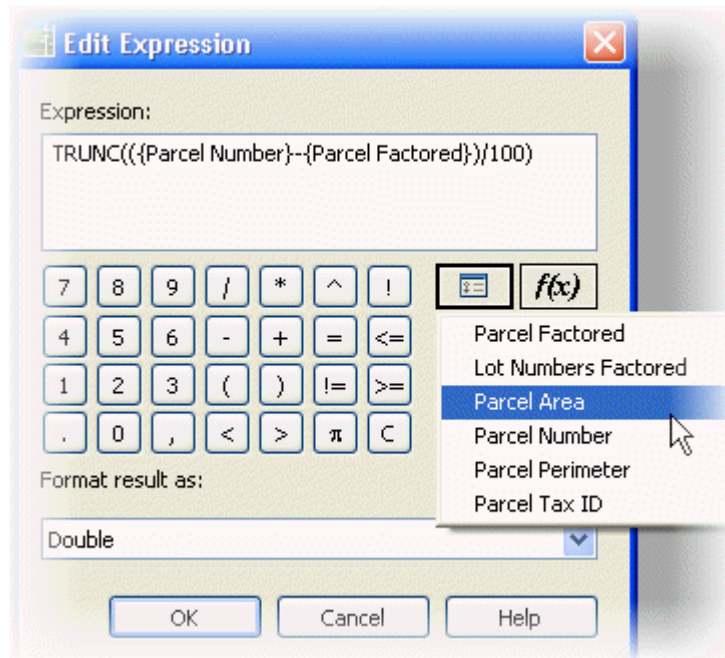 Edit Expression
Expression:
TRUNC(({Parcel Number}--{Parcel Factored})/100)
7 8 9 / * ^ ! f(x)
4 5 6 - + = <=
1 2 3 ( ) != >=
. 0 , < > π C
Parcel Factored
Lot Numbers Factored
Parcel Area
Parcel Number
Parcel Perimeter
Parcel Tax ID
Format result as:
Double
OK Cancel Help